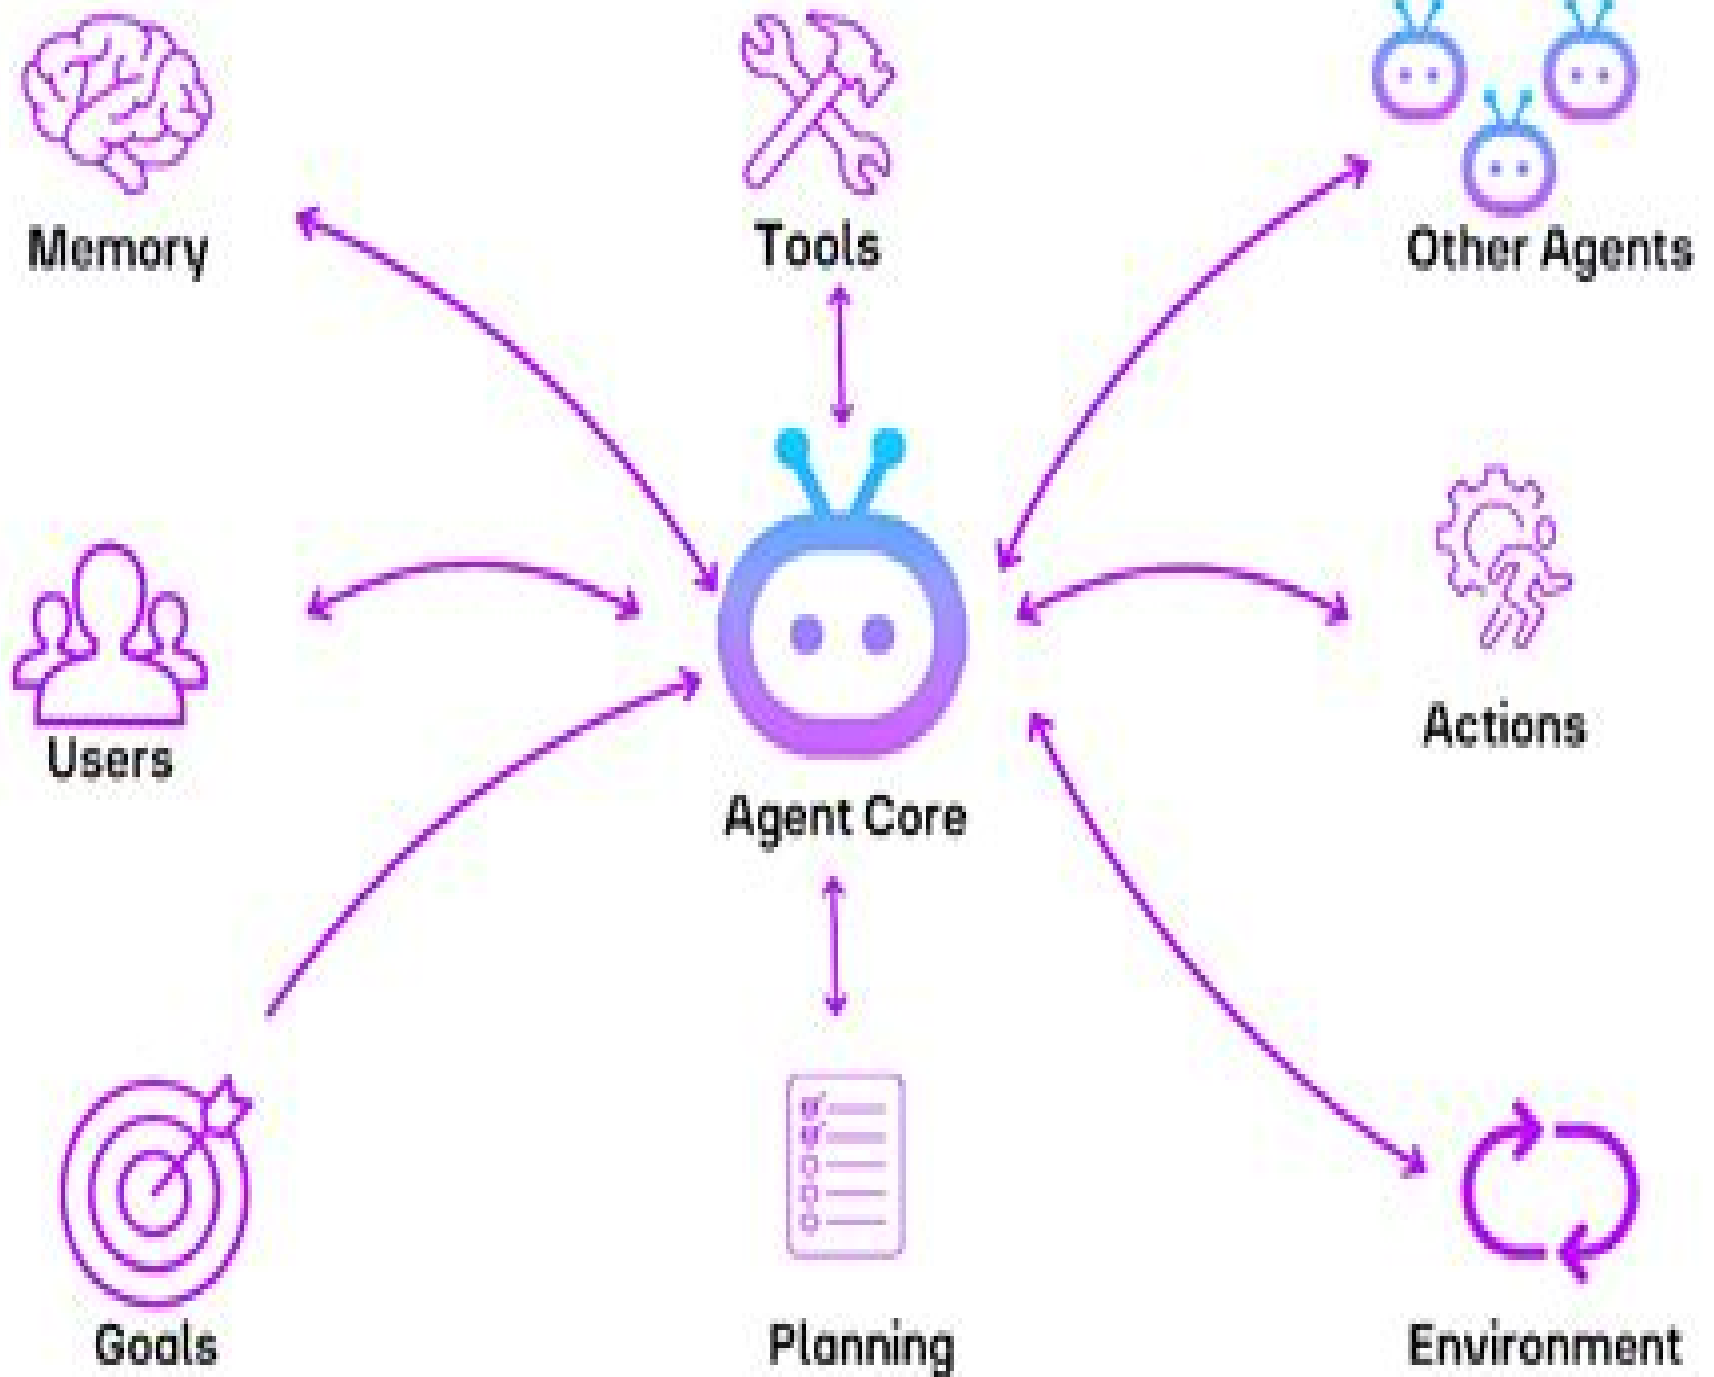 Memory
Tools
Other Agents
Users
Actions
Agent Core
Goals
Planning
Environment